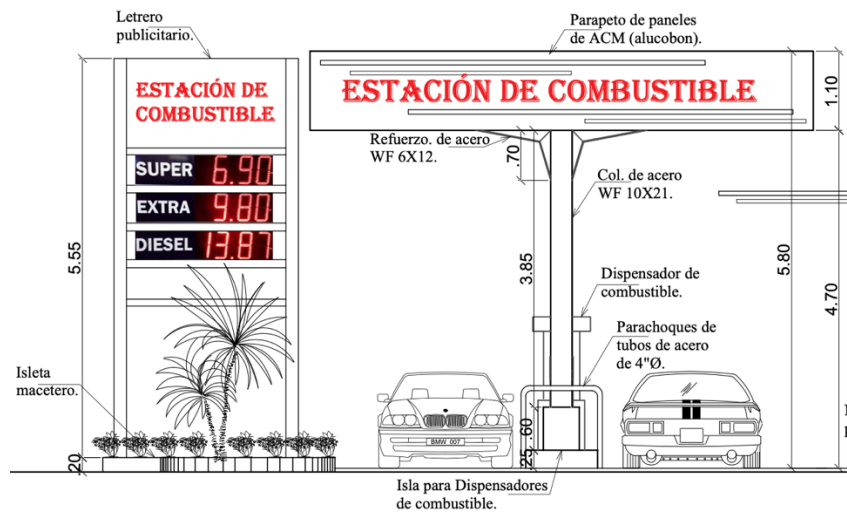 Letrero
publicitario.
Parapeto de paneles
de ACM (alucobon).
ESTACIÓN DE
COMBUSTIBLE
ESTACIÓN DE COMBUSTIBLE
1.10
Refuerzo. de acero
WF 6X12.
.70
SUPER 6.90
EXTRA 9.80
DIESEL 13.87
Col. de acero
WF 10X21.
5.55
3.85
5.80
4.70
Dispensador de
combustible.
Parachoques de
tubos de acero
de 4"Ø.
Isleta
macetero.
BMW 007
.60
.25
.20
Isla para Dispensadores
de combustible.